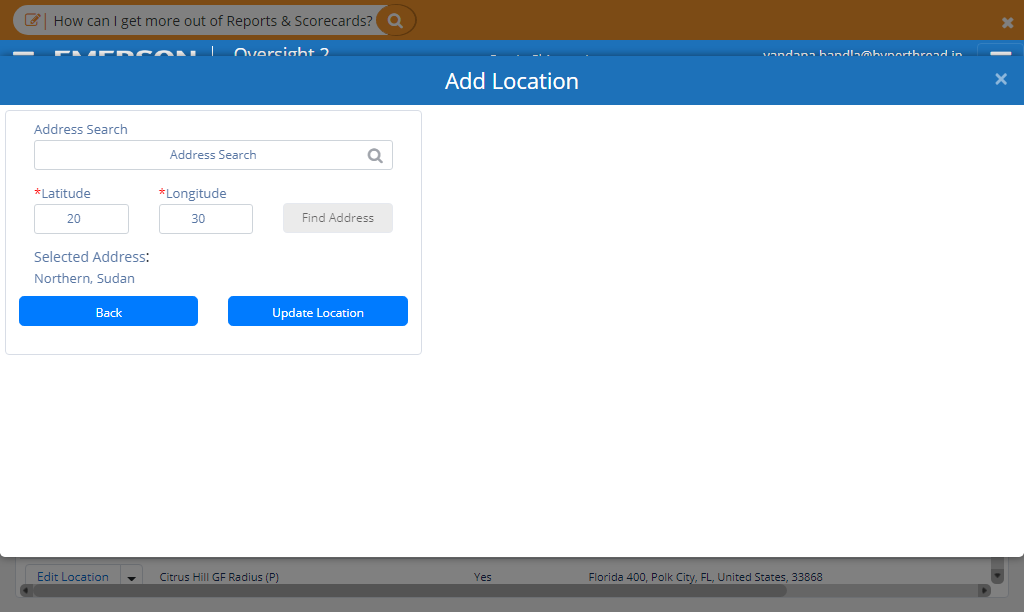 How can I get more out of Reports & Scorecards?
EMERSON Oversight 2 vandana.bandla@hyperthread.in
Add Location
Address Search
Address Search
*Latitude *Longitude
20 30 Find Address
Selected Address:
Northern, Sudan
Back Update Location
Edit Location Citrus Hill GF Radius (P) Yes Florida 400, Polk City, FL, United States, 33868